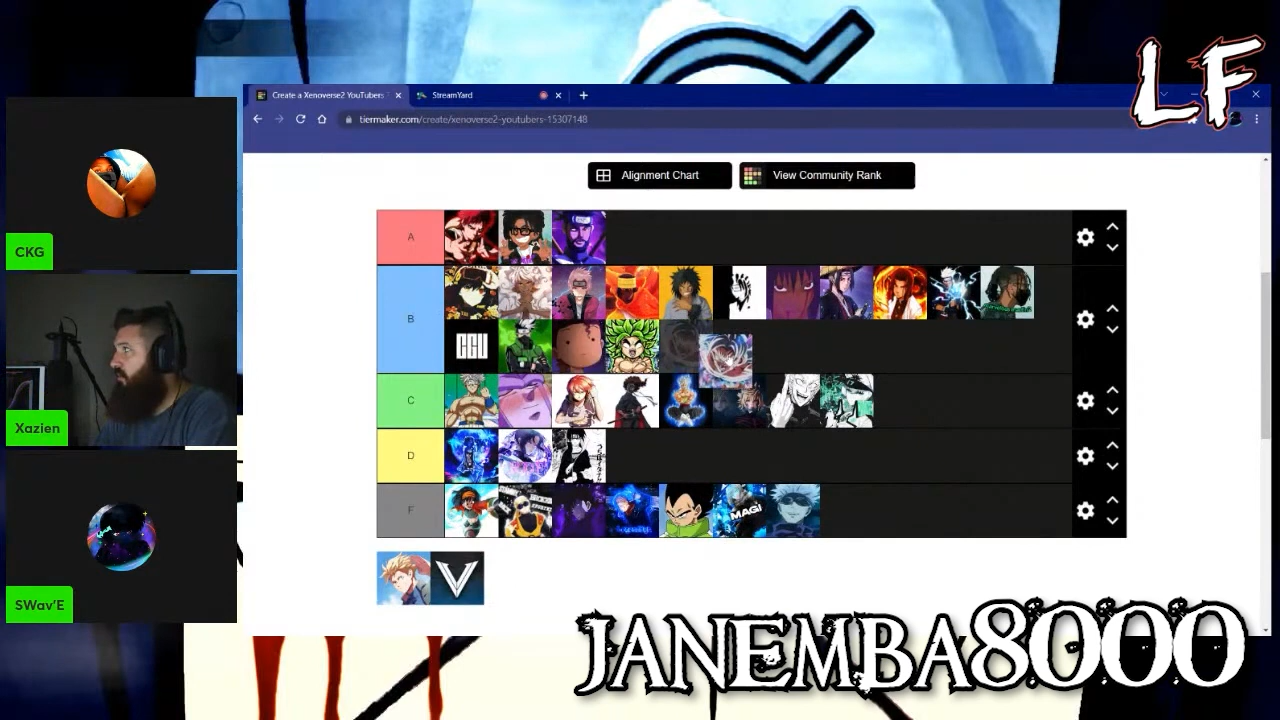 LF
Create a Xenoverse2 YouTubers
StreamYard
tiermaker.com/create/xenoverse2-youtubers-15307148
Alignment Chart
View Community Rank
A
B
CCU
C
D
F
MAGI
V
CKG
Xazien
SWav'E
JANEMBA8000